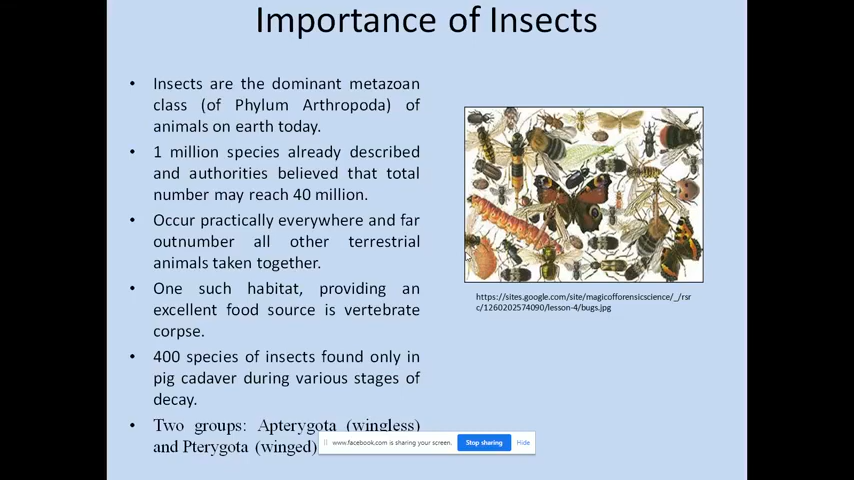 Importance of Insects
• Insects are the dominant metazoan
class (of Phylum Arthropoda) of
animals on earth today.
• 1 million species already described
and authorities believed that total
number may reach 40 million.
• Occur practically everywhere and far
outnumber all other terrestrial
animals taken together.
• One such habitat, providing an
excellent food source is vertebrate
corpse.
• 400 species of insects found only in
pig cadaver during various stages of
decay.
• Two groups: Apterygota (wingless)
and Pterygota (winged)
https://sites.google.com/site/magicofforensicscience/_/rsr
c/1260202574090/lesson-4/bugs.jpg
www.facebook.com is sharing your screen.
Stop sharing
Hide